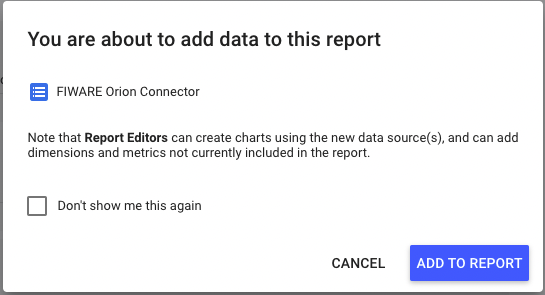 You are about to add data to this report
FIWARE Orion Connector
Note that Report Editors can create charts using the new data source(s), and can add
dimensions and metrics not currently included in the report.
Don't show me this again
CANCEL
ADD TO REPORT